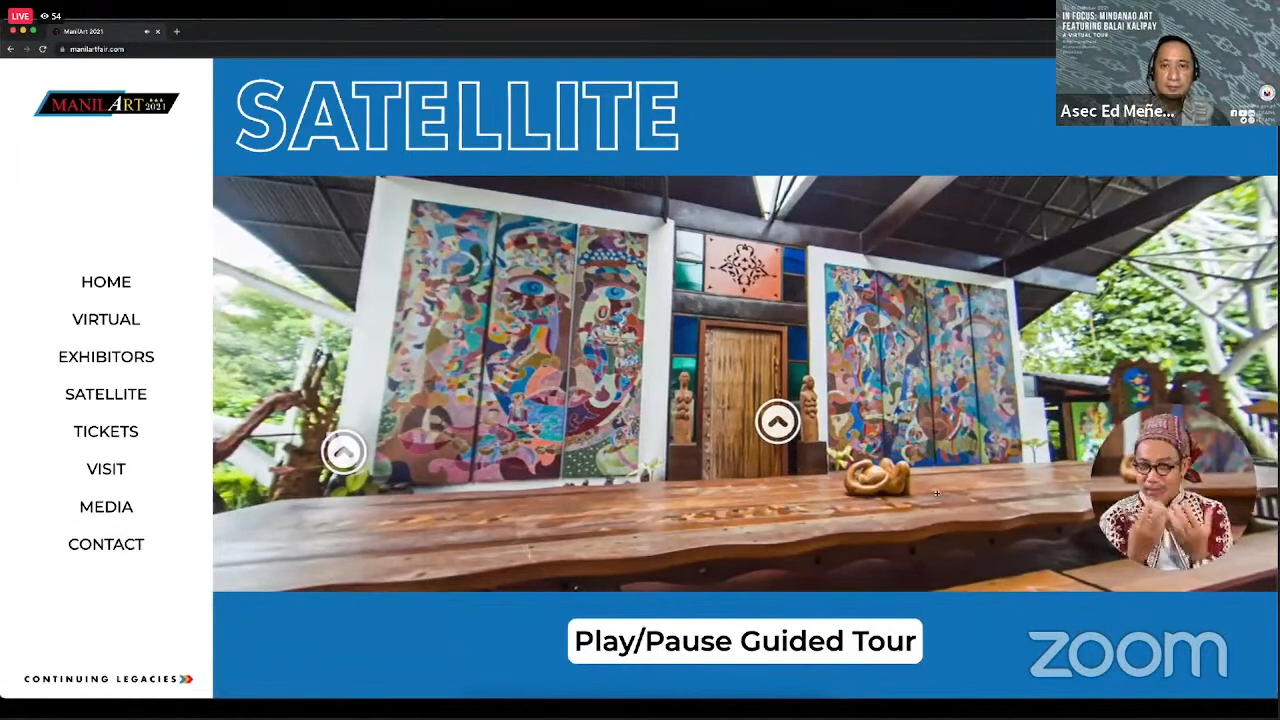 LIVE
54
ManilArt 2021
manilartfair.com
MANILART 2021
SATELLITE
HOME
VIRTUAL
EXHIBITORS
SATELLITE
TICKETS
VISIT
MEDIA
CONTACT
CONTINUING LEGACIES
Play/Pause Guided Tour
IN FOCUS: MINDANAO ART
FEATURING BALAI KALIPAY
A VIRTUAL TOUR
Asec Ed Meñe...
zoom